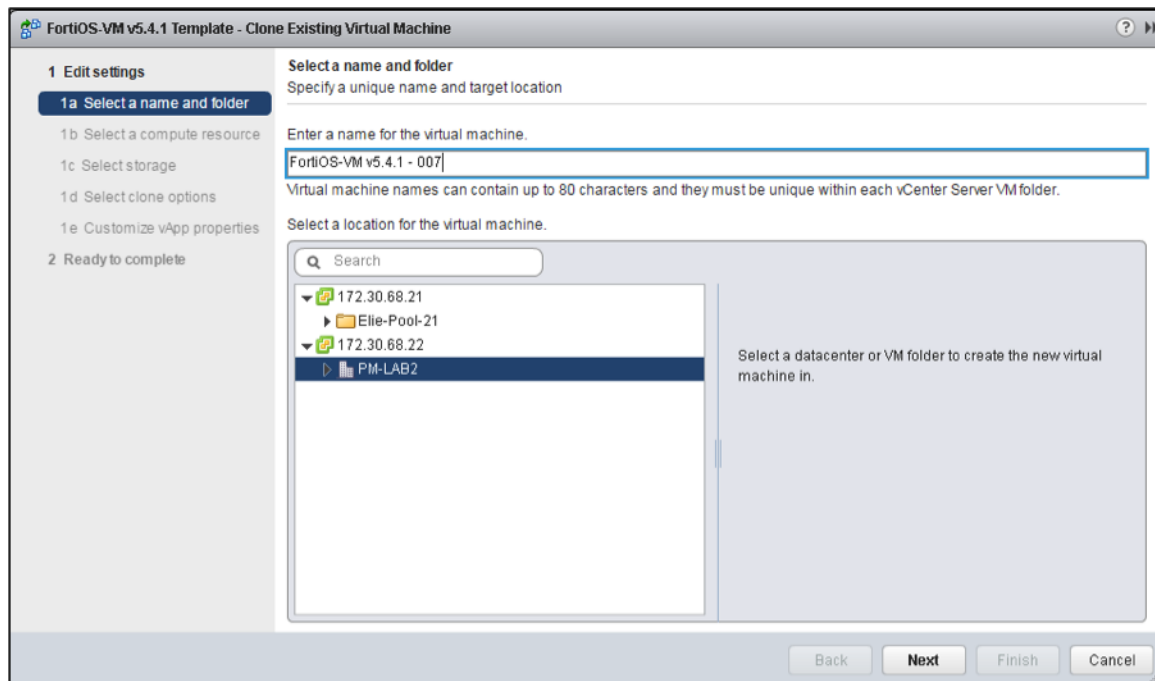 FortiOS-VM v5.4.1 Template - Clone Existing Virtual Machine
?
1 Edit settings
1a Select a name and folder
1b Select a compute resource
1c Select storage
1d Select clone options
1e Customize vApp properties
2 Ready to complete
Select a name and folder
Specify a unique name and target location
Enter a name for the virtual machine.
FortiOS-VM v5.4.1 - 007
Virtual machine names can contain up to 80 characters and they must be unique within each vCenter Server VM folder.
Select a location for the virtual machine.
Search
172.30.68.21
Elie-Pool-21
172.30.68.22
PM-LAB2
Select a datacenter or VM folder to create the new virtual
machine in.
Back
Next
Finish
Cancel